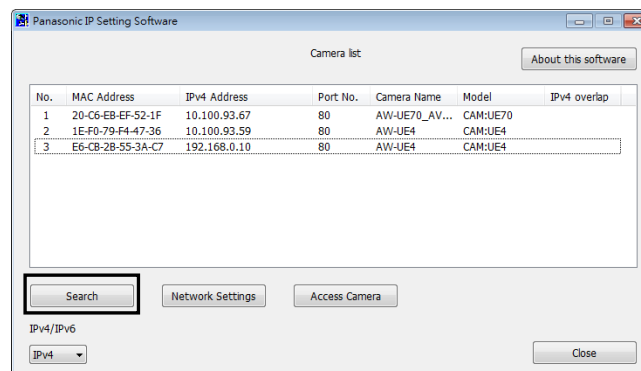 Panasonic IP Setting Software
Camera list
About this software
No. MAC Address IPv4 Address Port No. Camera Name Model IPv4 overlap
1 20-C6-EB-EF-52-1F 10.100.93.67 80 AW-UE70_AV... CAM:UE70
2 1E-F0-79-F4-47-36 10.100.93.59 80 AW-UE4 CAM:UE4
3 E6-CB-2B-55-3A-C7 192.168.0.10 80 AW-UE4 CAM:UE4
Search Network Settings Access Camera
IPv4/IPv6
IPv4 Close